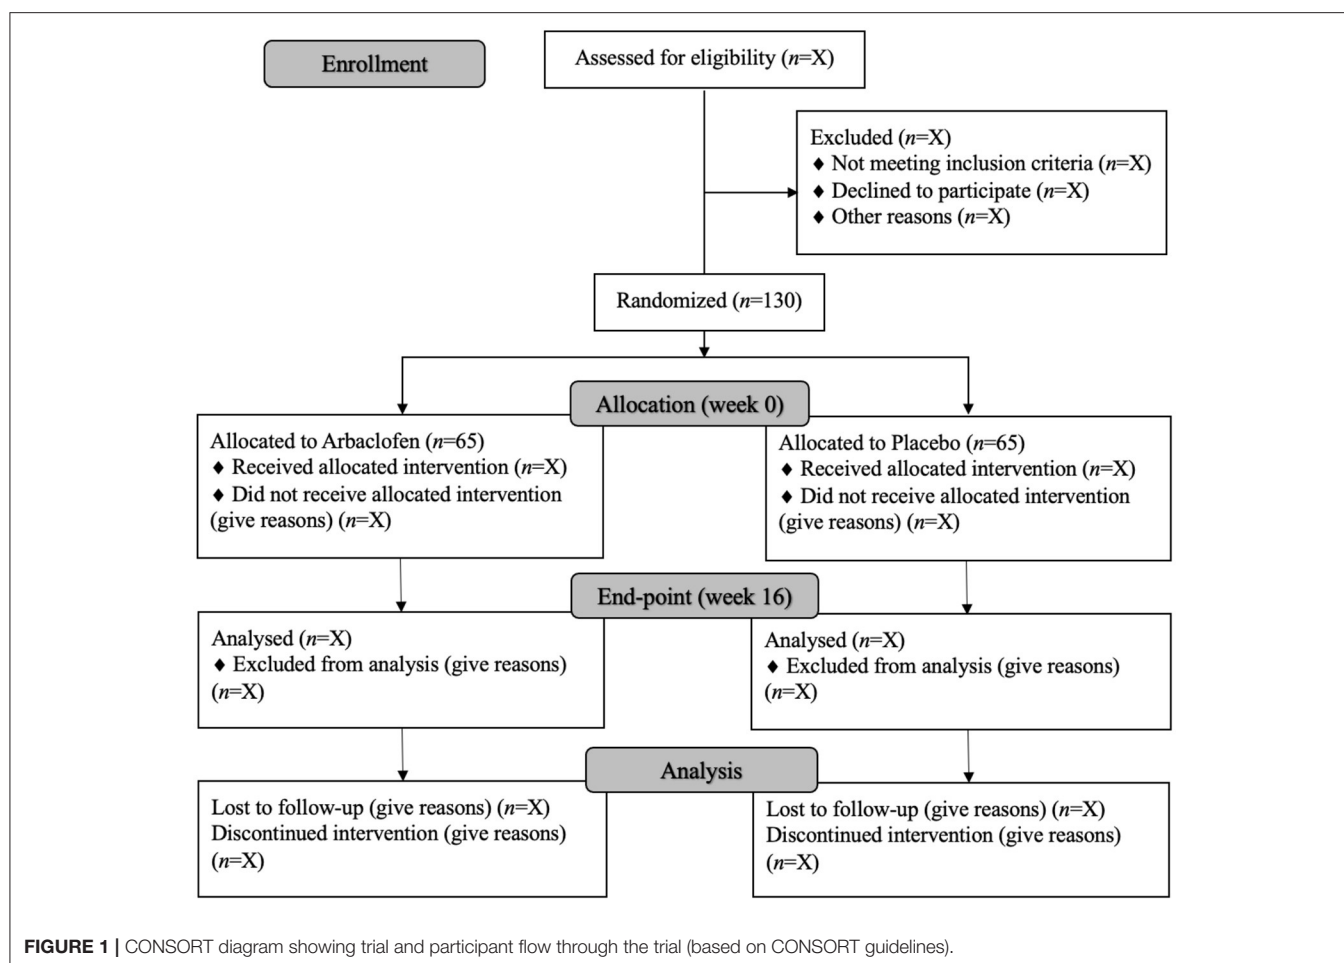 Enrollment
Assessed for eligibility (n=X)
Excluded (n=X)
♦ Not meeting inclusion criteria (n=X)
♦ Declined to participate (n=X)
♦ Other reasons (n=X)
Randomized (n=130)
Allocation (week 0)
Allocated to Arbaclofen (n=65)
♦ Received allocated intervention (n=X)
♦ Did not receive allocated intervention
(give reasons) (n=X)
Allocated to Placebo (n=65)
♦ Received allocated intervention (n=X)
♦ Did not receive allocated intervention
(give reasons) (n=X)
End-point (week 16)
Analysed (n=X)
♦ Excluded from analysis (give reasons)
(n=X)
Analysed (n=X)
♦ Excluded from analysis (give reasons)
(n=X)
Analysis
Lost to follow-up (give reasons) (n=X)
Discontinued intervention (give reasons)
(n=X)
Lost to follow-up (give reasons) (n=X)
Discontinued intervention (give reasons)
(n=X)
FIGURE 1 | CONSORT diagram showing trial and participant flow through the trial (based on CONSORT guidelines).